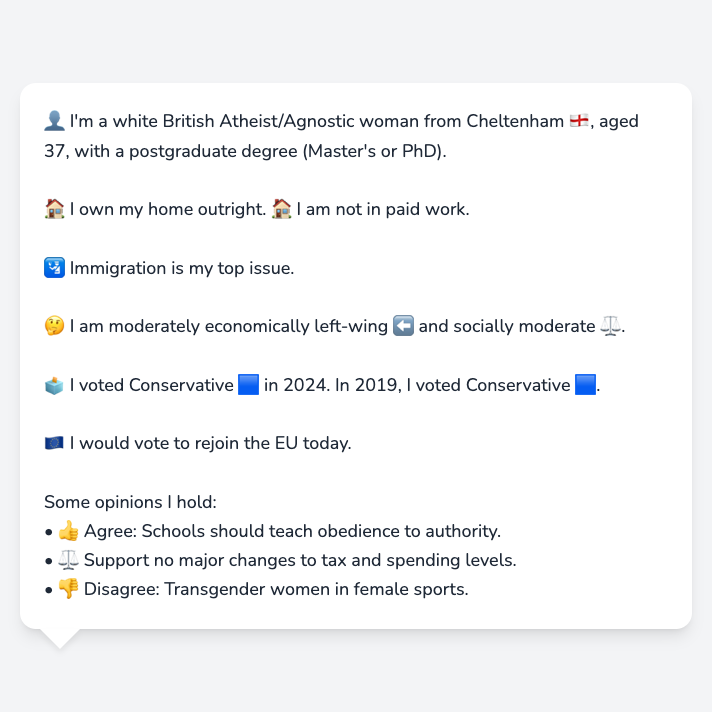 👤 I'm a white British Atheist/Agnostic woman from Cheltenham 🏴󠁧󠁢󠁥󠁮󠁧󠁿, aged
37, with a postgraduate degree (Master's or PhD).
🏠 I own my home outright. 🏠 I am not in paid work.
🛂 Immigration is my top issue.
🤔 I am moderately economically left-wing ⬅️ and socially moderate ⚖️.
🗳️ I voted Conservative 🟦 in 2024. In 2019, I voted Conservative 🟦.
🇪🇺 I would vote to rejoin the EU today.
Some opinions I hold:
• 👍 Agree: Schools should teach obedience to authority.
• ⚖️ Support no major changes to tax and spending levels.
• 👎 Disagree: Transgender women in female sports.